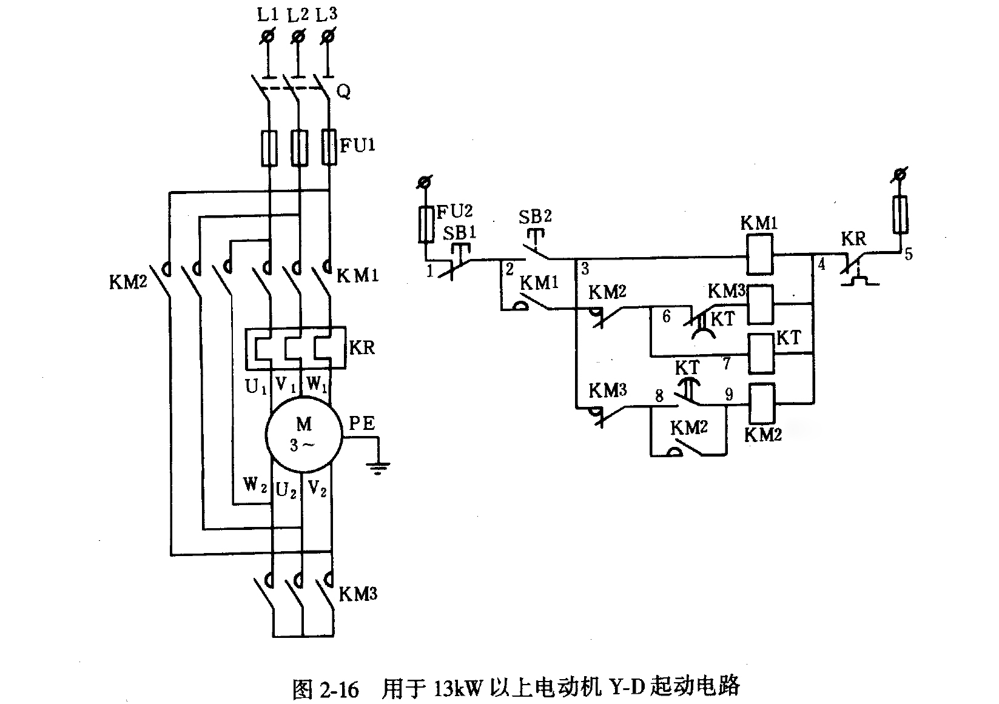 L1 L2 L3
Q
FU1
KM2
KM1
KR
U1 V1 W1
M
3~
PE
W2 U2 V2
KM3
FU2
SB1
SB2
KM1
KR
1
2
3
4
5
KM1
KM2
6
KT
KM3
KT
7
KT
KM3
8
9
KM2
KM2
图 2-16 用于 13kW 以上电动机 Y-D 起动电路